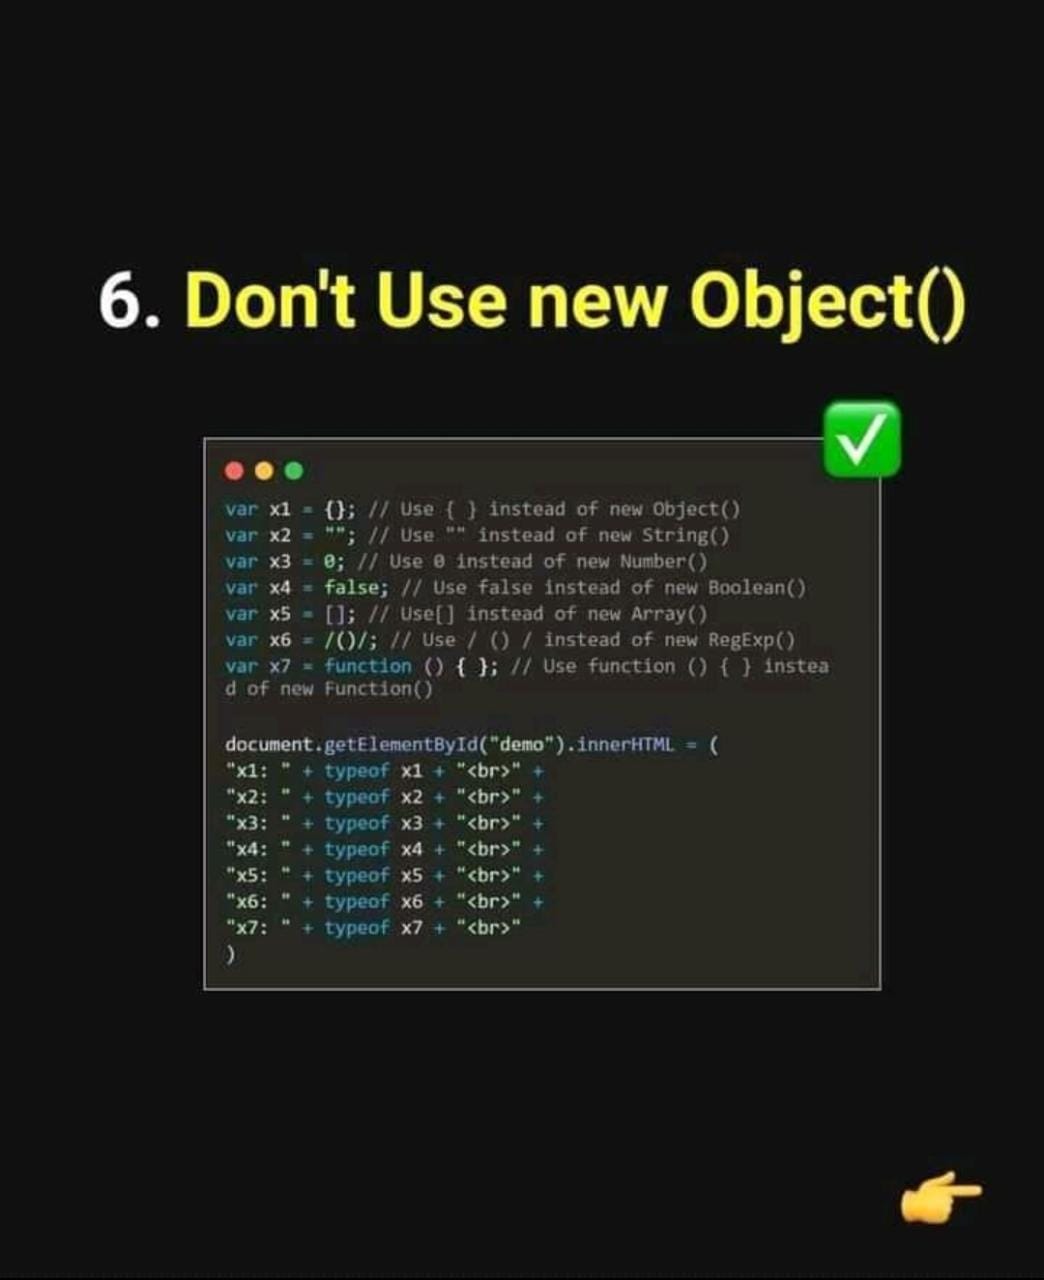 6. Don't Use new Object()
var x1 = {}; // Use { } instead of new Object()
var x2 = ""; // Use "" instead of new String()
var x3 = 0; // Use 0 instead of new Number()
var x4 = false; // Use false instead of new Boolean()
var x5 = []; // Use[] instead of new Array()
var x6 = /()/; // Use / () / instead of new RegExp()
var x7 = function () { }; // Use function () { } instea
d of new Function()
document.getElementById("demo").innerHTML = (
"x1: " + typeof x1 + "<br>" +
"x2: " + typeof x2 + "<br>" +
"x3: " + typeof x3 + "<br>" +
"x4: " + typeof x4 + "<br>" +
"x5: " + typeof x5 + "<br>" +
"x6: " + typeof x6 + "<br>" +
"x7: " + typeof x7 + "<br>"
)